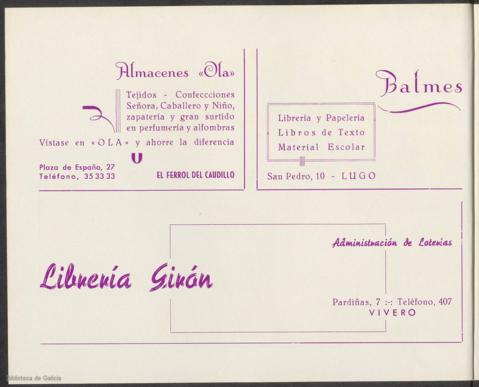 Almacenes «Ola»
Tejidos - Confeccciones
Señora, Caballero y Niño,
zapatería y gran surtido
en perfumería y alfombras
Vístase en «OLA» y ahorre la diferencia
Plaza de España, 27
Teléfono, 35 33 33
EL FERROL DEL CAUDILLO
Balmes
Librería y Papelería
Libros de Texto
Material Escolar
San Pedro, 10 - LUGO
Administración de Loterías
Librería Girón
Pardiñas, 7 :-: Teléfono, 407
VIVERO
Biblioteca de Galicia